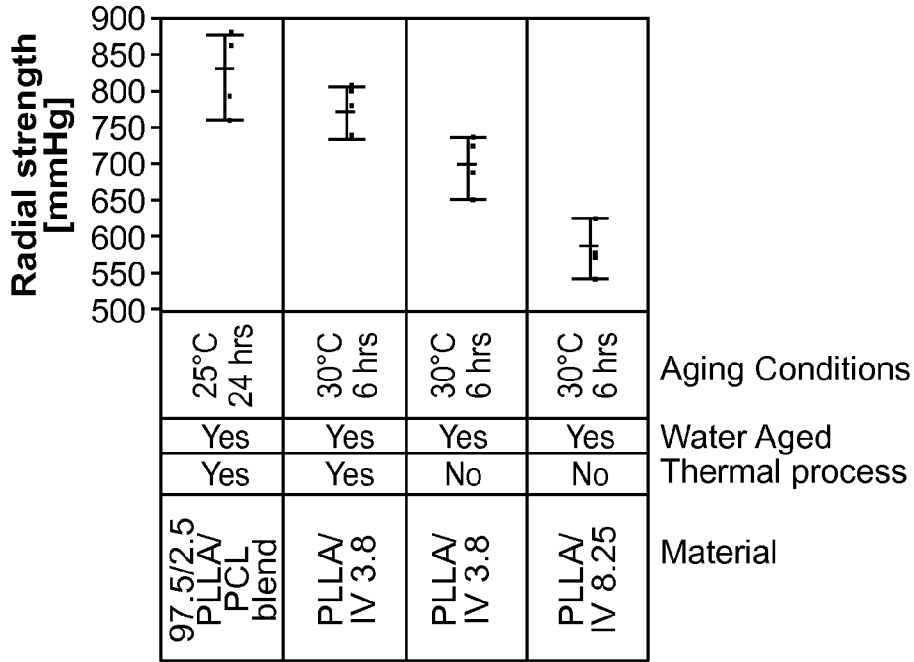 Radial strength
[mmHg]
900
850
800
750
700
650
600
550
500
25°C
24 hrs
30°C
6 hrs
30°C
6 hrs
30°C
6 hrs
Aging Conditions
Yes
Yes
Yes
Yes
Water Aged
Yes
Yes
No
No
Thermal process
97.5/2.5
PLLA/
PCL
blend
PLLA/
IV 3.8
PLLA/
IV 3.8
PLLA/
IV 8.25
Material